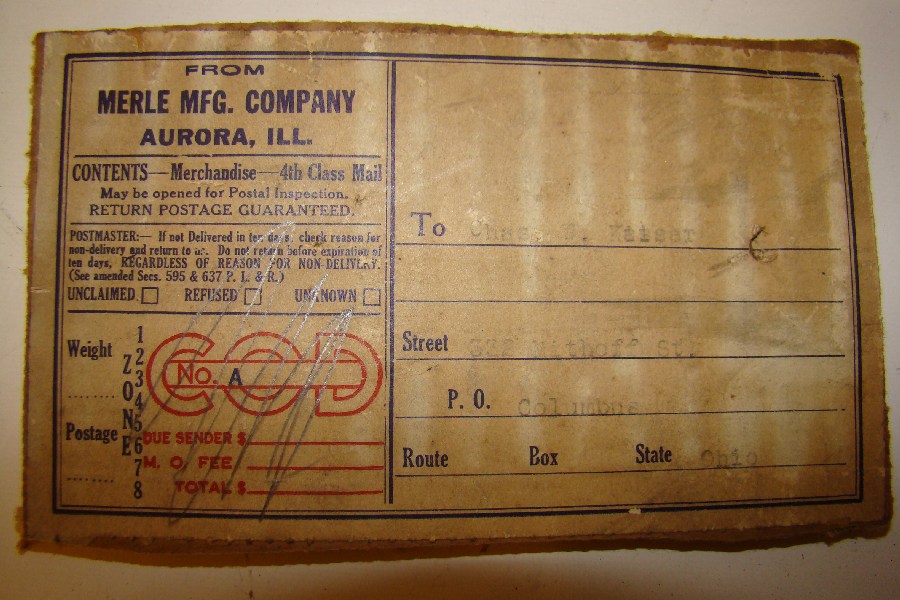 FROM
MERLE MFG. COMPANY
AURORA, ILL.
CONTENTS—Merchandise—4th Class Mail
May be opened for Postal Inspection.
RETURN POSTAGE GUARANTEED.
POSTMASTER:— If not Delivered in ten days, check reason for
non-delivery and return to us. Do not return before expiration of
ten days, REGARDLESS OF REASON FOR NON-DELIVERY.
(See amended Secs. 595 & 637 P. L. & R.)
UNCLAIMED REFUSED UNKNOWN
Weight
Postage
ZONE
1
2
3
4
5
6
7
8
COD
No. A
DUE SENDER $
M. O. FEE
TOTAL $
To Chas. W. Kaiser
Street St.
P. O. Columbus
Route Box State Ohio